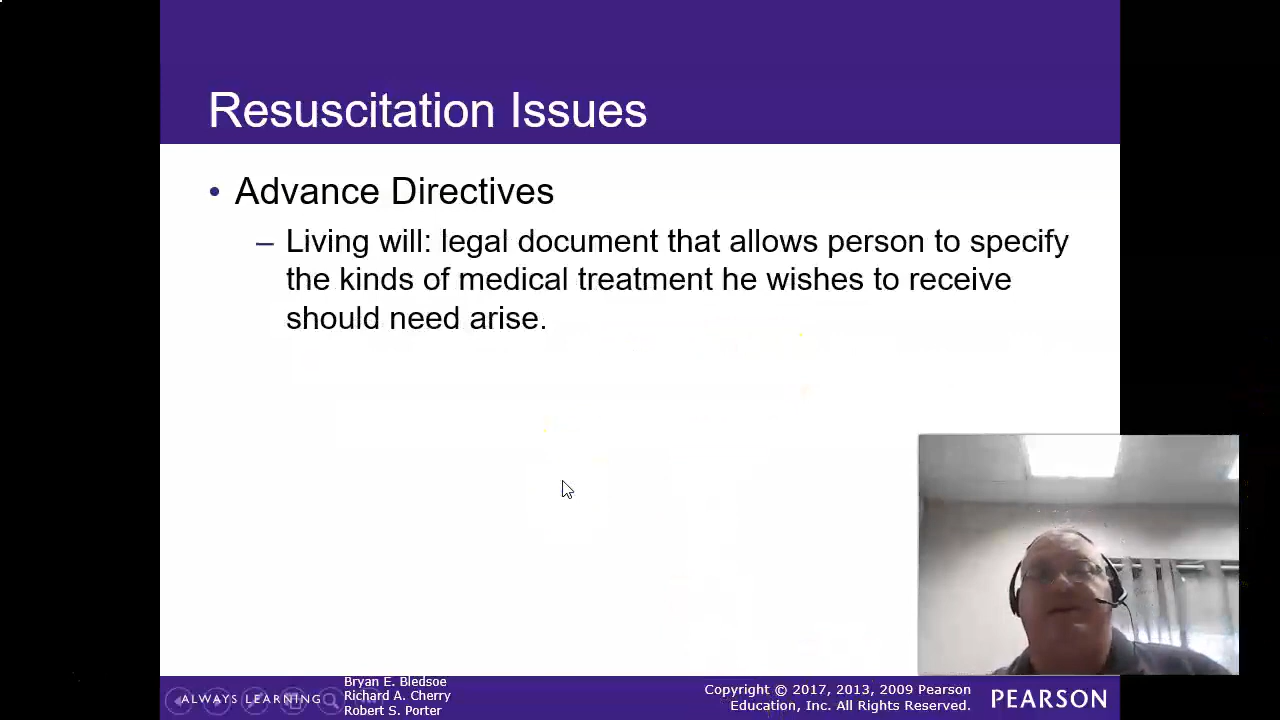 Resuscitation Issues
• Advance Directives
– Living will: legal document that allows person to specify
the kinds of medical treatment he wishes to receive
should need arise.
ALWAYS LEARNING
Bryan E. Bledsoe
Richard A. Cherry
Robert S. Porter
Copyright © 2017, 2013, 2009 Pearson
Education, Inc. All Rights Reserved.
PEARSON